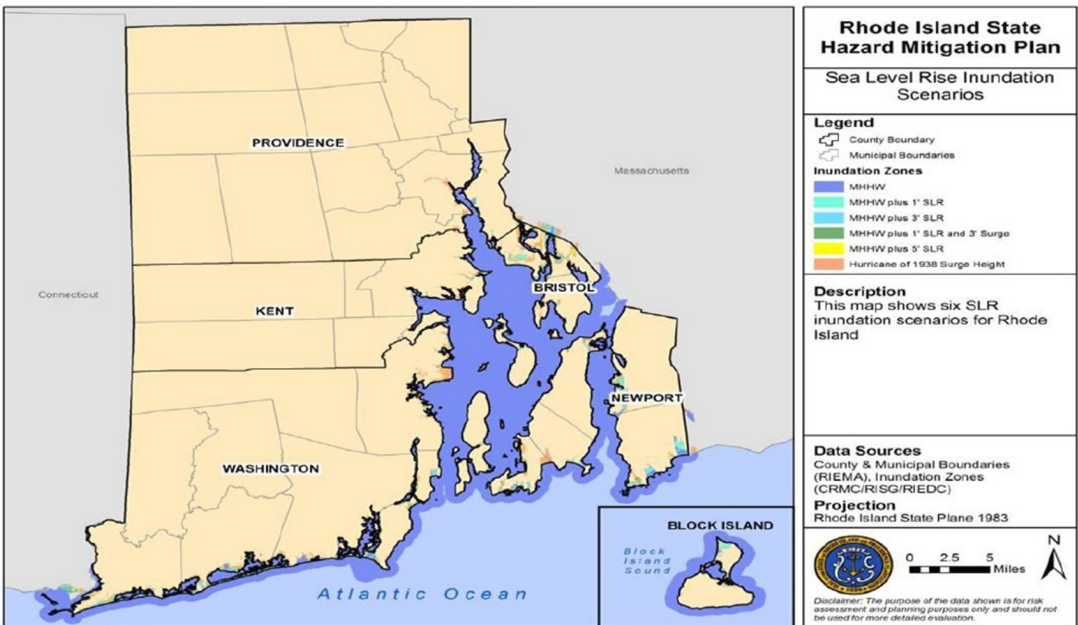 Rhode Island State
Hazard Mitigation Plan
Sea Level Rise Inundation
Scenarios
Legend
County Boundary
Municipal Boundaries
Inundation Zones
MHHW
MHHW plus 1' SLR
MHHW plus 3' SLR
MHHW plus 1' SLR and 3' Surge
MHHW plus 5' SLR
Hurricane of 1938 Surge Height
Description
This map shows six SLR
inundation scenarios for Rhode
Island
Data Sources
County & Municipal Boundaries
(RIEMA), Inundation Zones
(CRMC/RISG/RIEDC)
Projection
Rhode Island State Plane 1983
N
0 2.5 5
Miles
Disclaimer: The purpose of the data shown is for risk
assessment and planning purposes only and should not
be used for more detailed evaluation.
PROVIDENCE
Massachusetts
Connecticut
BRISTOL
KENT
NEWPORT
WASHINGTON
BLOCK ISLAND
Block
Island
Sound
Atlantic Ocean